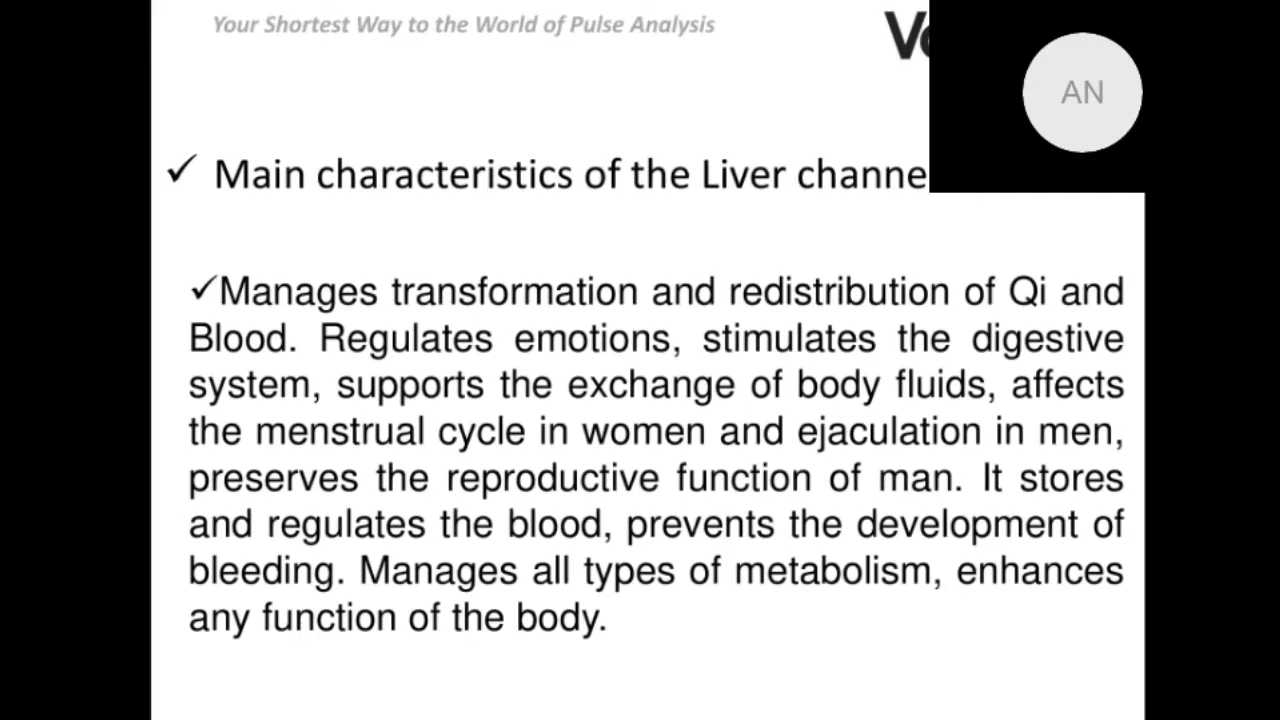 Your Shortest Way to the World of Pulse Analysis
AN
✓ Main characteristics of the Liver
✓Manages transformation and redistribution of Qi and
Blood. Regulates emotions, stimulates the digestive
system, supports the exchange of body fluids, affects
the menstrual cycle in women and ejaculation in men,
preserves the reproductive function of man. It stores
and regulates the blood, prevents the development of
bleeding. Manages all types of metabolism, enhances
any function of the body.